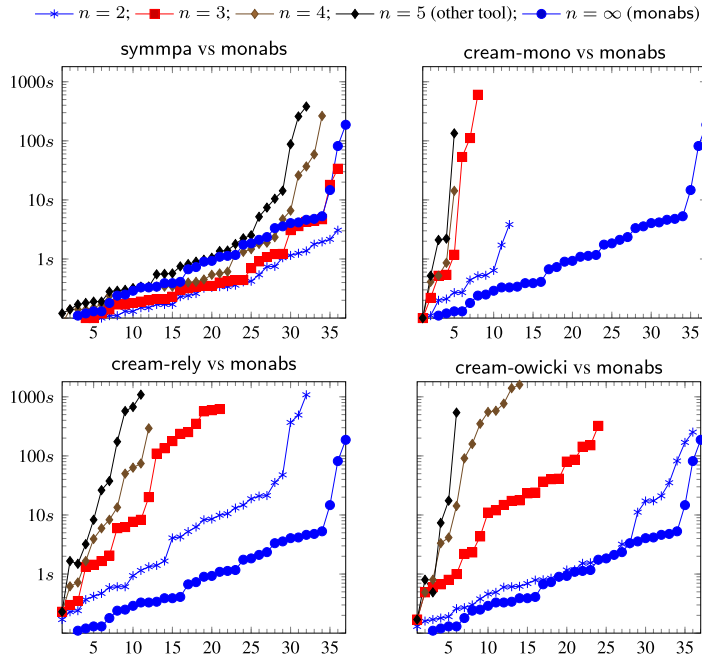 n = 2; n = 3; n = 4; n = 5 (other tool); n = ∞ (monabs)
symmpa vs monabs
cream-mono vs monabs
1000s
100s
10s
1s
5 10 15 20 25 30 35
5 10 15 20 25 30 35
cream-rely vs monabs
cream-owicki vs monabs
1000s
100s
10s
1s
5 10 15 20 25 30 35
5 10 15 20 25 30 35